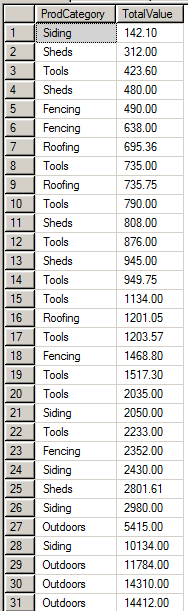 ProdCategory TotalValue
1 Siding 142.10
2 Sheds 312.00
3 Tools 423.60
4 Sheds 480.00
5 Fencing 490.00
6 Fencing 638.00
7 Roofing 695.36
8 Tools 735.00
9 Roofing 735.75
10 Tools 790.00
11 Sheds 808.00
12 Tools 876.00
13 Sheds 945.00
14 Tools 949.75
15 Tools 1134.00
16 Roofing 1201.05
17 Tools 1203.57
18 Fencing 1468.80
19 Tools 1517.30
20 Tools 2035.00
21 Siding 2050.00
22 Tools 2233.00
23 Fencing 2352.00
24 Siding 2430.00
25 Sheds 2801.61
26 Siding 2980.00
27 Outdoors 5415.00
28 Siding 10134.00
29 Outdoors 11784.00
30 Outdoors 14310.00
31 Outdoors 14412.00